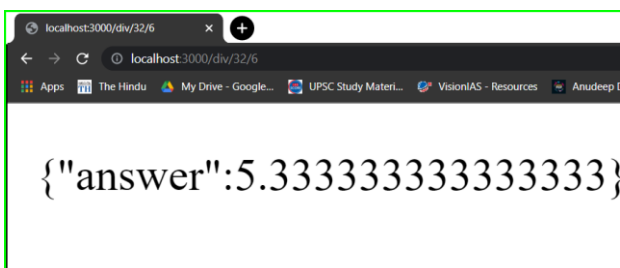 localhost:3000/div/32/6
localhost:3000/div/32/6
Apps The Hindu My Drive - Google... UPSC Study Materi... VisionIAS - Resources Anudeep
{"answer":5.333333333333333}